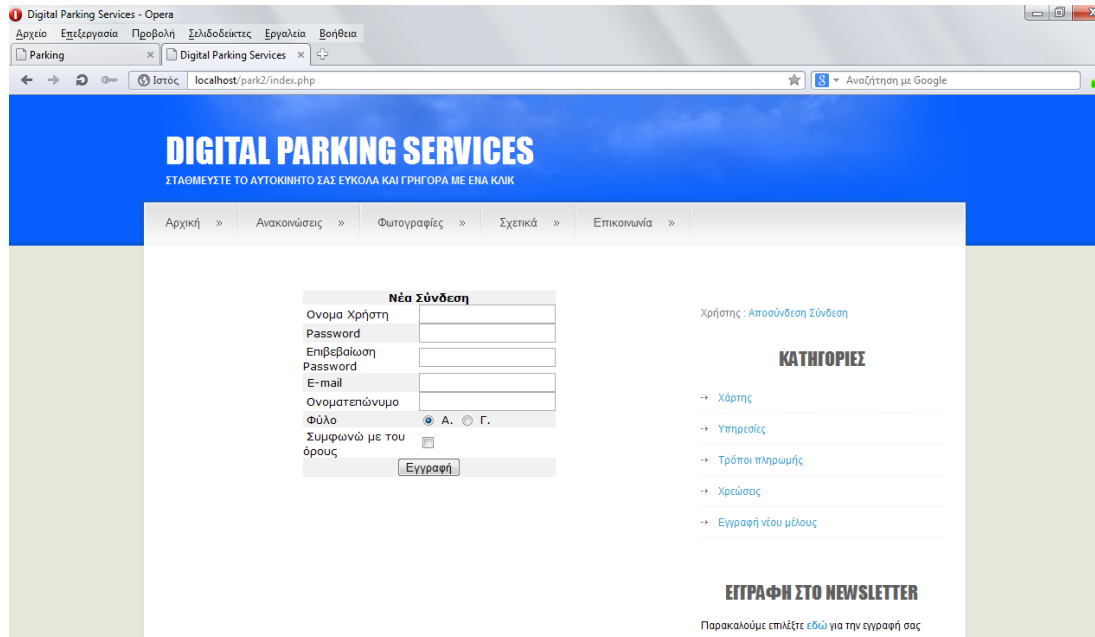 Digital Parking Services - Opera
Αρχείο Επεξεργασία Προβολή Σελιδοδείκτες Εργαλεία Βοήθεια
Parking Digital Parking Services
Ιστός localhost/park2/index.php Αναζήτηση με Google
DIGITAL PARKING SERVICES
ΣΤΑΘΜΕΥΣΤΕ ΤΟ ΑΥΤΟΚΙΝΗΤΟ ΣΑΣ ΕΥΚΟΛΑ ΚΑΙ ΓΡΗΓΟΡΑ ΜΕ ΕΝΑ ΚΛΙΚ
Αρχική » Ανακοινώσεις » Φωτογραφίες » Σχετικά » Επικοινωνία »
Νέα Σύνδεση
Ονομα Χρήστη
Password
Επιβεβαίωση
Password
E-mail
Ονοματεπώνυμο
Φύλο Α. Γ.
Συμφωνώ με του
όρους
Εγγραφή
Χρήστης : Αποσύνδεση Σύνδεση
ΚΑΤΗΓΟΡΙΕΣ
Χάρτης
Υπηρεσίες
Τρόποι πληρωμής
Χρεώσεις
Εγγραφή νέου μέλους
ΕΓΓΡΑΦΗ ΣΤΟ NEWSLETTER
Παρακαλούμε επιλέξτε εδώ για την εγγραφή σας